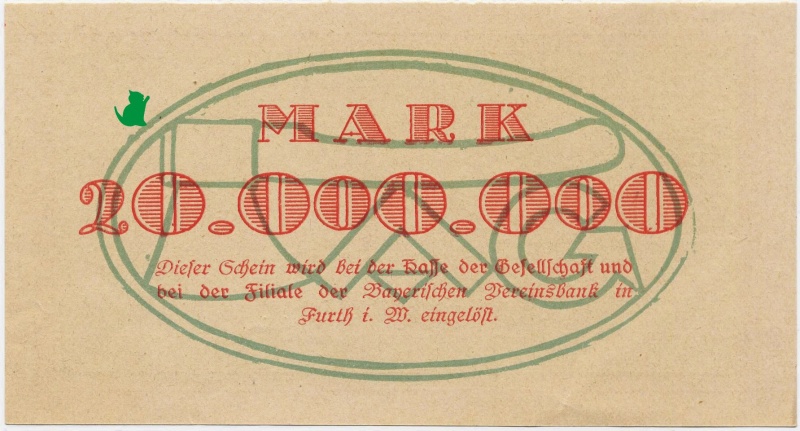 MARK
20.000.000
Dieser Schein wird bei der Kasse der Gesellschaft und
bei der Filiale der Bayerischen Vereinsbank in
Furth i. W. eingelöst.